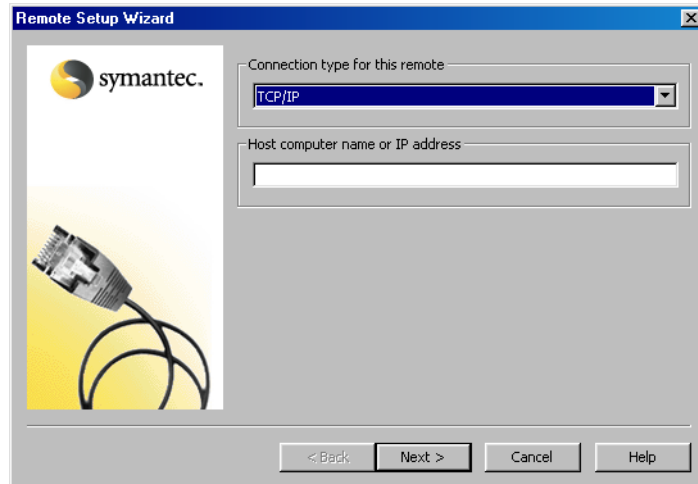 Remote Setup Wizard
symantec.
Connection type for this remote
TCP/IP
Host computer name or IP address
< Back
Next >
Cancel
Help